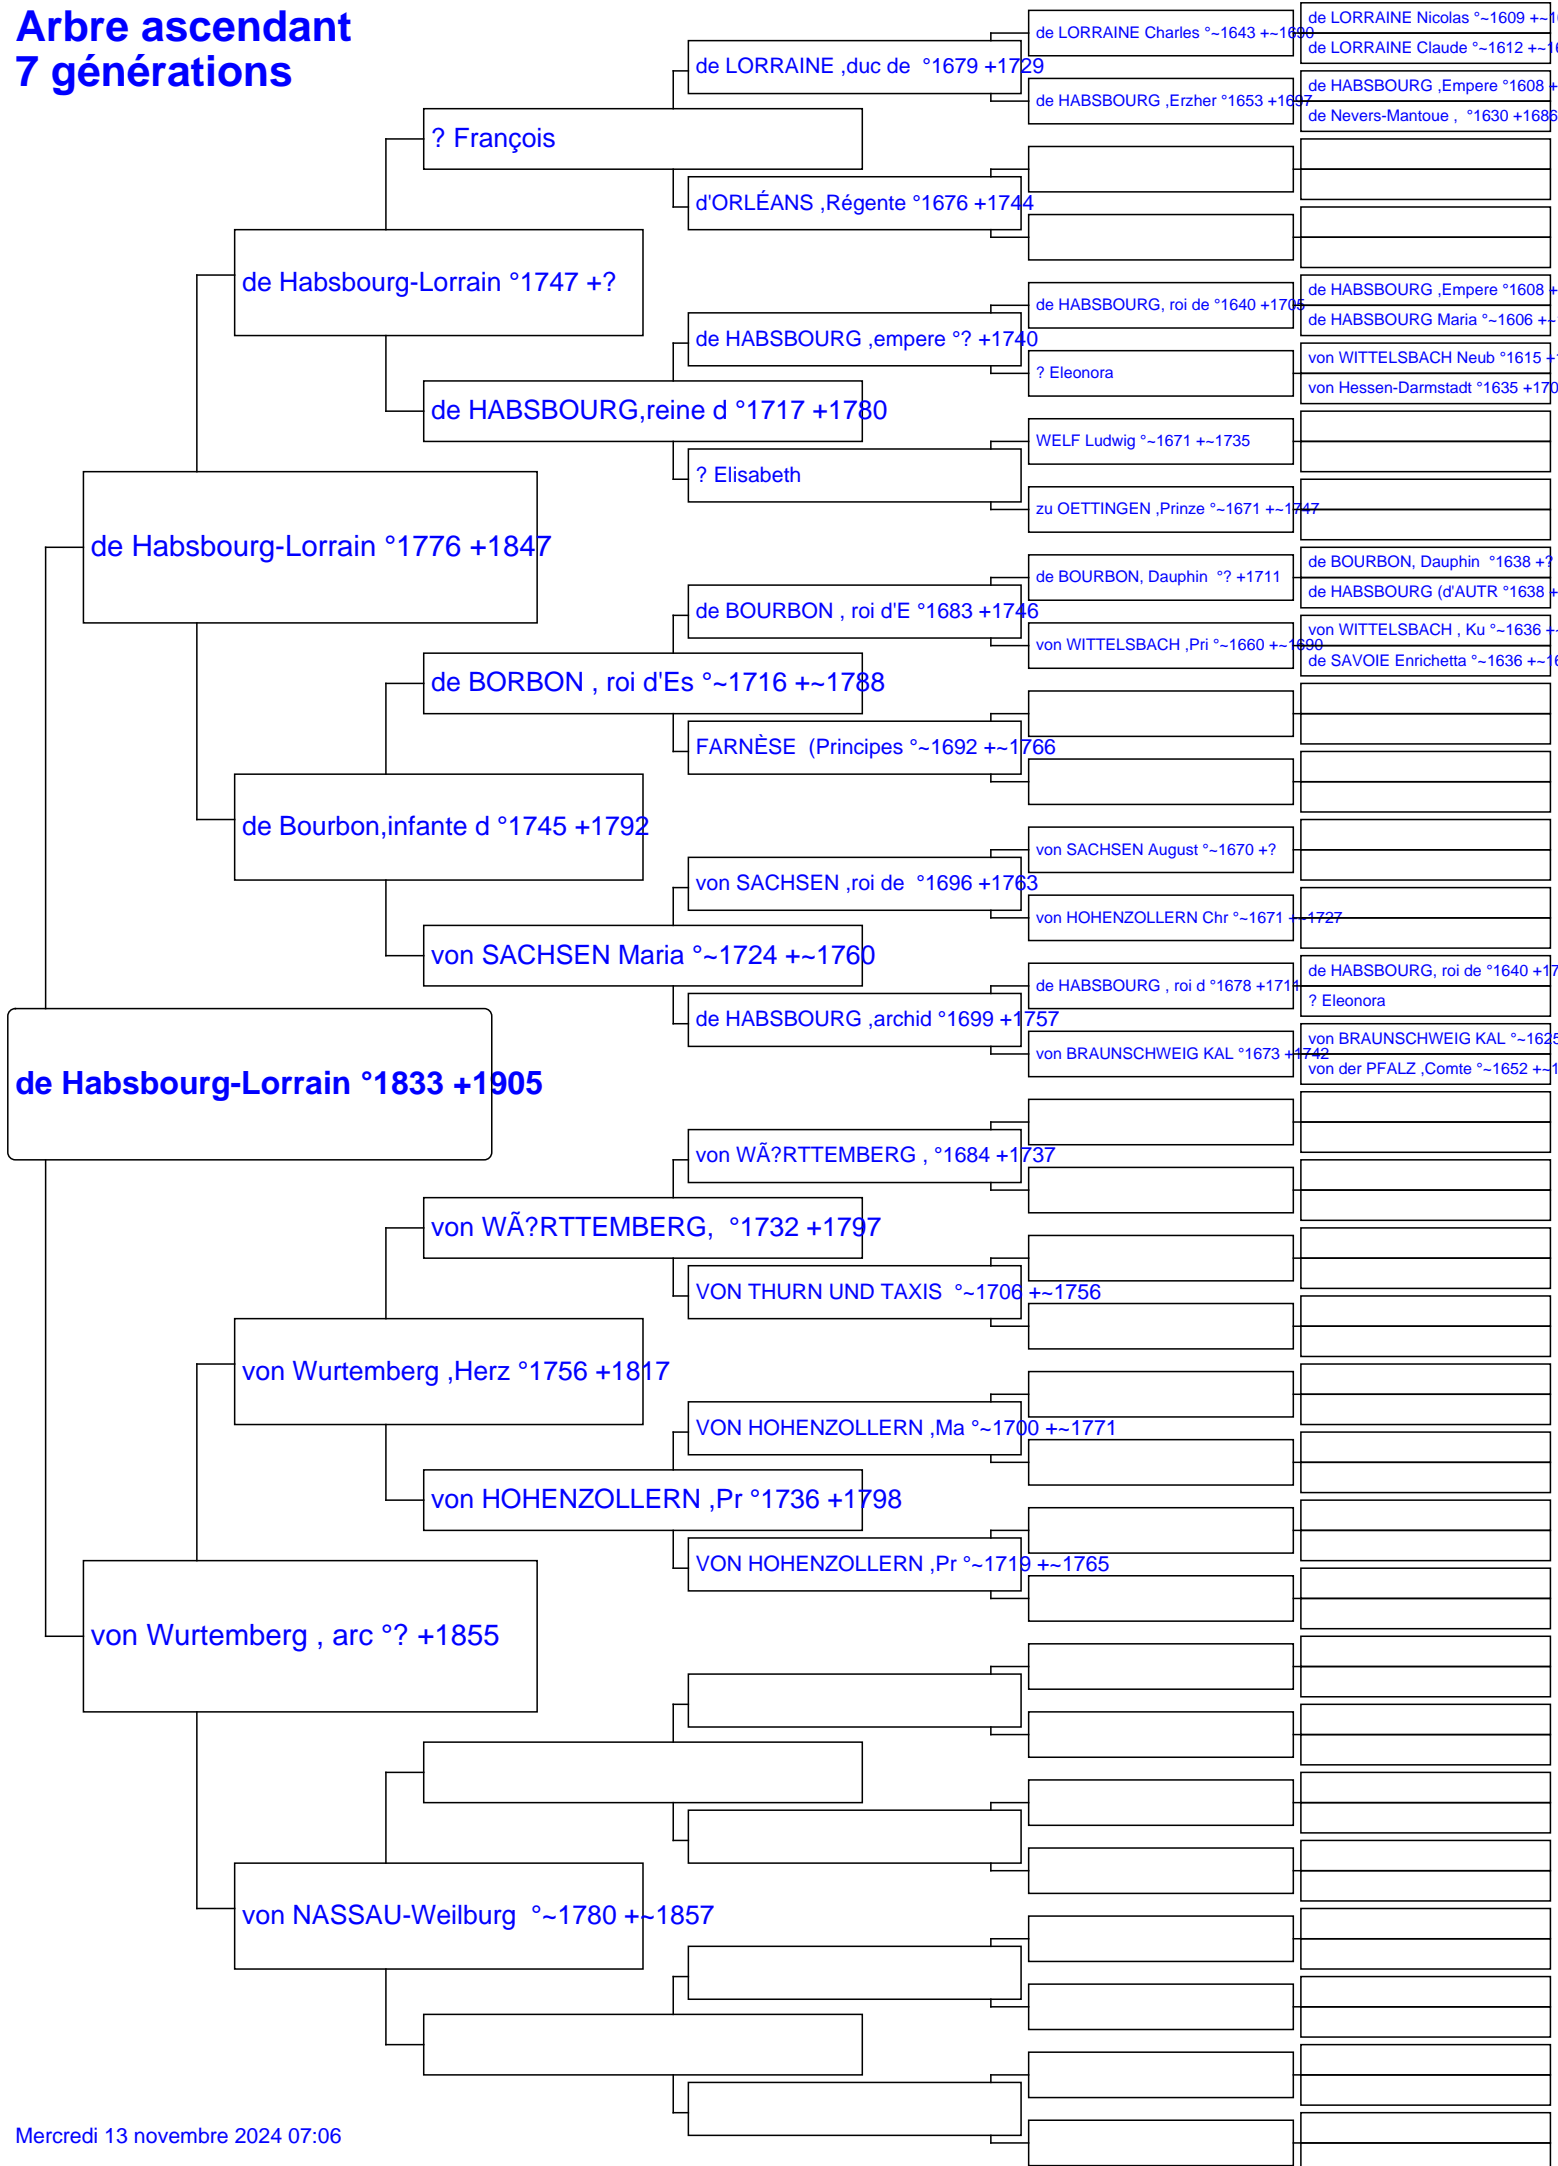 Arbre ascendant
7 générations
de LORRAINE Nicolas °~1609 +~
de LORRAINE Charles °~1643 +~1690
de LORRAINE Claude °~1612 +~
de LORRAINE ,duc de °1679 +1729
de HABSBOURG ,Empere °1608 +
de HABSBOURG ,Erzher °1653 +1697
de Nevers-Mantoue , °1630 +1686
? François
d'ORLÉANS ,Régente °1676 +1744
de Habsbourg-Lorrain °1747 +?
de HABSBOURG ,Empere °1608 +
de HABSBOURG, roi de °1640 +1705
de HABSBOURG Maria °~1606 +~
de HABSBOURG ,empere °? +1740
von WITTELSBACH Neub °1615 +
? Eleonora
von Hessen-Darmstadt °1635 +170
de HABSBOURG,reine d °1717 +1780
WELF Ludwig °~1671 +~1735
? Elisabeth
zu OETTINGEN ,Prinze °~1671 +~1747
de Habsbourg-Lorrain °1776 +1847
de BOURBON, Dauphin °1638 +?
de BOURBON, Dauphin °? +1711
de HABSBOURG (d'AUTR °1638 +
de BOURBON , roi d'E °1683 +1746
von WITTELSBACH , Ku °~1636 +~
von WITTELSBACH ,Pri °~1660 +~1690
de SAVOIE Enrichetta °~1636 +~
de BORBON , roi d'Es °~1716 +~1788
FARNÈSE (Principes °~1692 +~1766
de Bourbon,infante d °1745 +1792
von SACHSEN August °~1670 +?
von SACHSEN ,roi de °1696 +1763
von HOHENZOLLERN Chr °~1671 +~1727
von SACHSEN Maria °~1724 +~1760
de HABSBOURG, roi de °1640 +17
de HABSBOURG , roi d °1678 +1711
? Eleonora
de HABSBOURG ,archid °1699 +1757
von BRAUNSCHWEIG KAL °~1625
von BRAUNSCHWEIG KAL °1673 +1742
von der PFALZ ,Comte °~1652 +~1
de Habsbourg-Lorrain °1833 +1905
von WÃ?RTTEMBERG , °1684 +1737
von WÃ?RTTEMBERG, °1732 +1797
VON THURN UND TAXIS °~1706 +~1756
von Wurtemberg ,Herz °1756 +1817
VON HOHENZOLLERN ,Ma °~1700 +~1771
von HOHENZOLLERN ,Pr °1736 +1798
VON HOHENZOLLERN ,Pr °~1719 +~1765
von Wurtemberg , arc °? +1855
von NASSAU-Weilburg °~1780 +~1857
Mercredi 13 novembre 2024 07:06